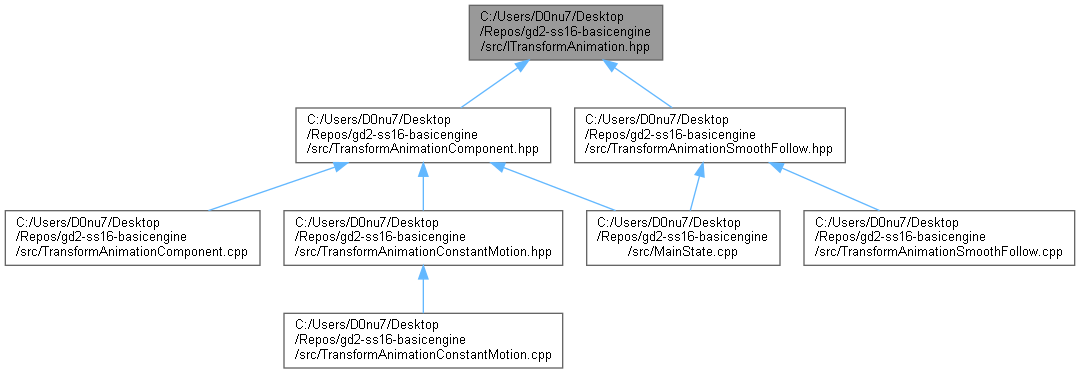 C:/Users/D0nu7/Desktop
/Repos/gd2-ss16-basicengine
/src/ITransformAnimation.hpp
C:/Users/D0nu7/Desktop
/Repos/gd2-ss16-basicengine
/src/TransformAnimationComponent.hpp
C:/Users/D0nu7/Desktop
/Repos/gd2-ss16-basicengine
/src/TransformAnimationSmoothFollow.hpp
C:/Users/D0nu7/Desktop
/Repos/gd2-ss16-basicengine
/src/TransformAnimationComponent.cpp
C:/Users/D0nu7/Desktop
/Repos/gd2-ss16-basicengine
/src/TransformAnimationConstantMotion.hpp
C:/Users/D0nu7/Desktop
/Repos/gd2-ss16-basicengine
/src/MainState.cpp
C:/Users/D0nu7/Desktop
/Repos/gd2-ss16-basicengine
/src/TransformAnimationSmoothFollow.cpp
C:/Users/D0nu7/Desktop
/Repos/gd2-ss16-basicengine
/src/TransformAnimationConstantMotion.cpp